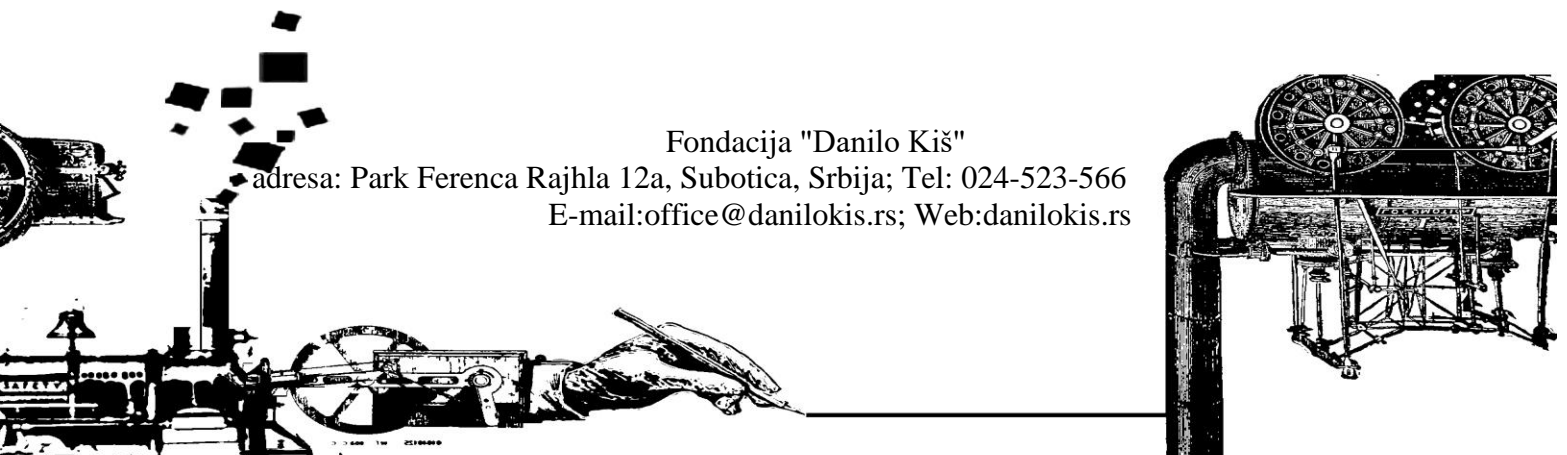 Fondacija "Danilo Kiš"
adresa: Park Ferenca Rajhla 12a, Subotica, Srbija; Tel: 024-523-566
E-mail:office@danilokis.rs; Web:danilokis.rs
SAFETY